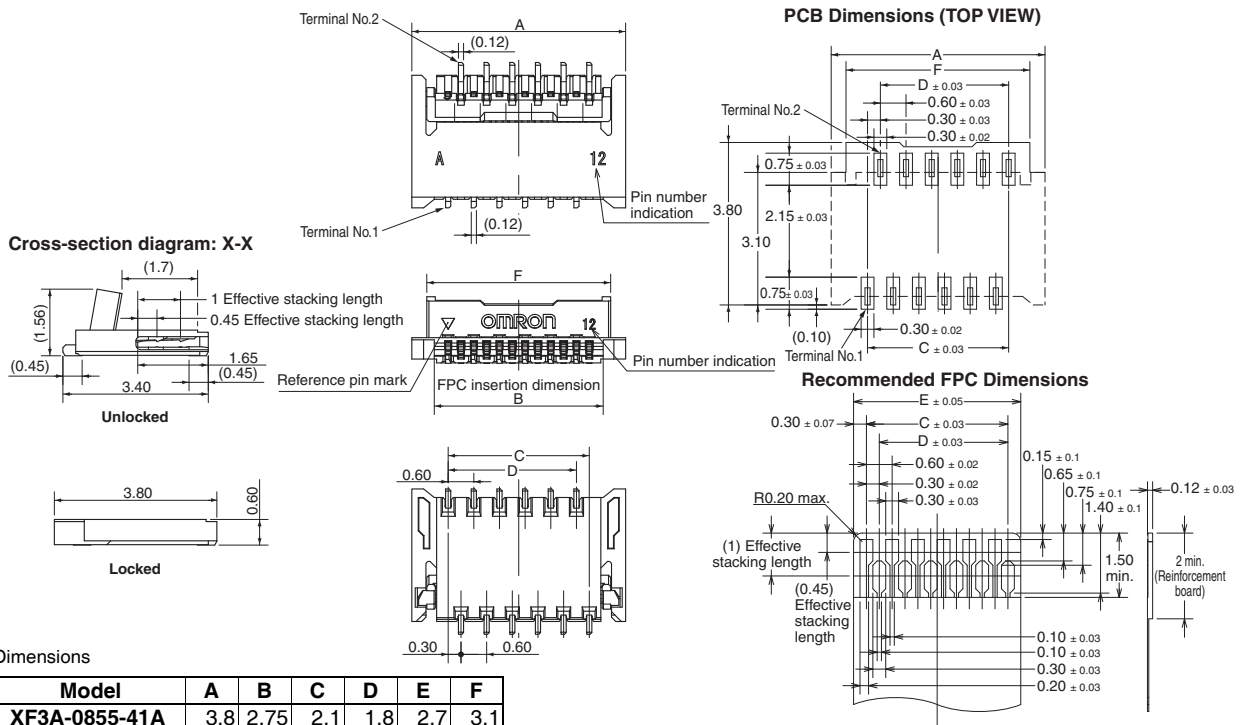 Terminal No.2
A
(0.12)
A
12
Pin number
indication
Terminal No.1
(0.12)
PCB Dimensions (TOP VIEW)
A
F
D ± 0.03
0.60 ± 0.03
Terminal No.2
0.30 ± 0.03
0.30 ± 0.02
0.75 ± 0.03
3.80
2.15 ± 0.03
3.10
0.75± 0.03
(0.10)
0.30 ± 0.02
Terminal No.1
C ± 0.03
Cross-section diagram: X-X
(1.7)
1 Effective stacking length
0.45 Effective stacking length
(1.56)
(0.45)
1.65
(0.45)
3.40
Unlocked
F
OMRON
12
Pin number indication
Reference pin mark
FPC insertion dimension
B
3.80
0.60
Locked
C
D
0.60
0.30
0.60
Recommended FPC Dimensions
E ± 0.05
0.30 ± 0.07
C ± 0.03
D ± 0.03
0.60 ± 0.02
0.30 ± 0.02
0.30 ± 0.03
0.15 ± 0.1
0.65 ± 0.1
0.75 ± 0.1
1.40 ± 0.1
0.12 ± 0.03
R0.20 max.
(1) Effective
stacking length
(0.45)
Effective
stacking
length
1.50
min.
2 min.
(Reinforcement
board)
0.10 ± 0.03
0.10 ± 0.03
0.30 ± 0.03
0.20 ± 0.03
Dimensions
Model A B C D E F
XF3A-0855-41A 3.8 2.75 2.1 1.8 2.7 3.1